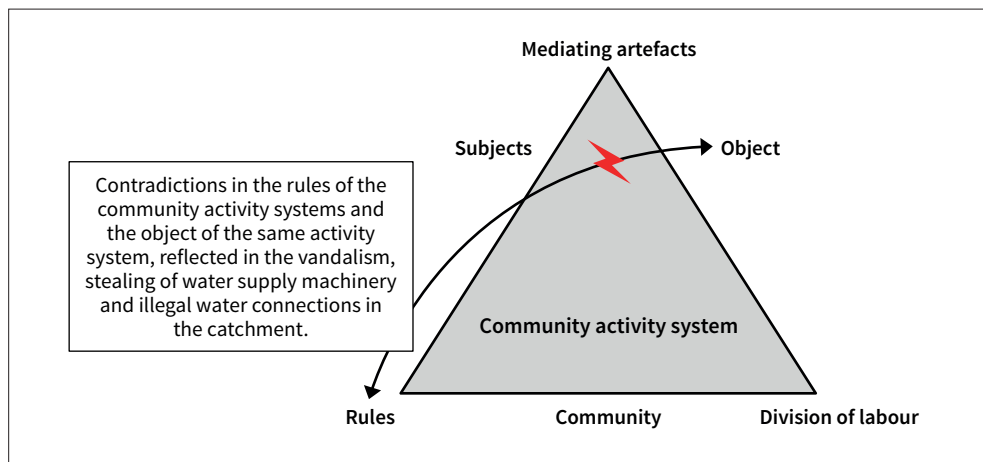 Mediating artefacts
Subjects
Object
Contradictions in the rules of the
community activity systems and
the object of the same activity
system, reflected in the vandalism,
stealing of water supply machinery
and illegal water connections in
the catchment.
Community activity system
Rules
Community
Division of labour